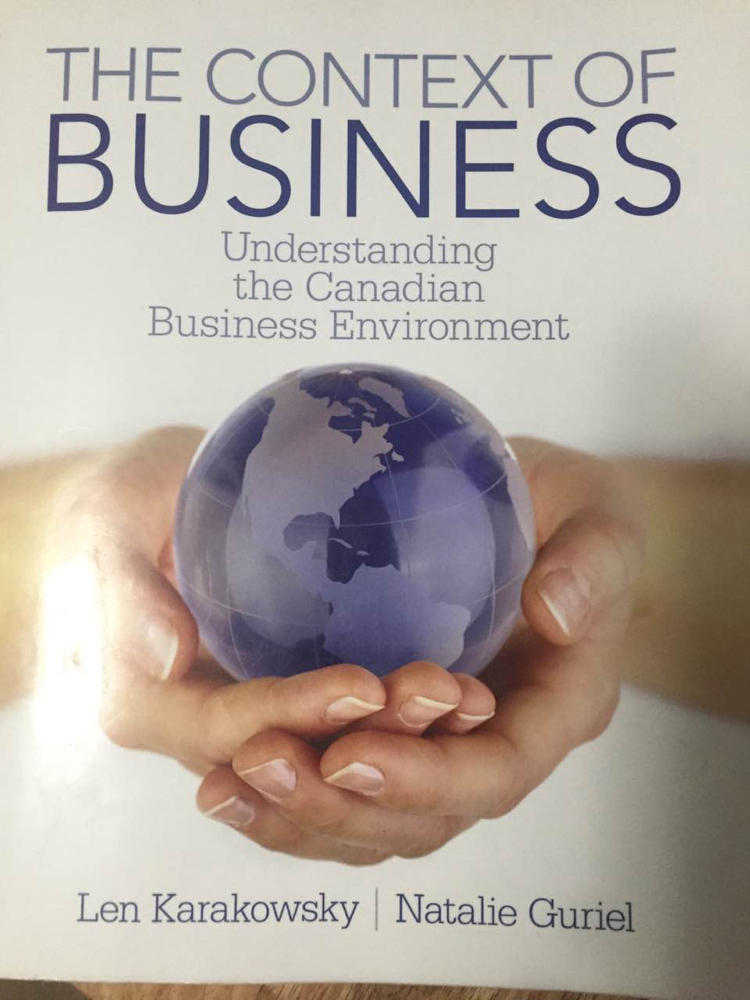 THE CONTEXT OF
BUSINESS
Understanding
the Canadian
Business Environment
Len Karakowsky | Natalie Guriel